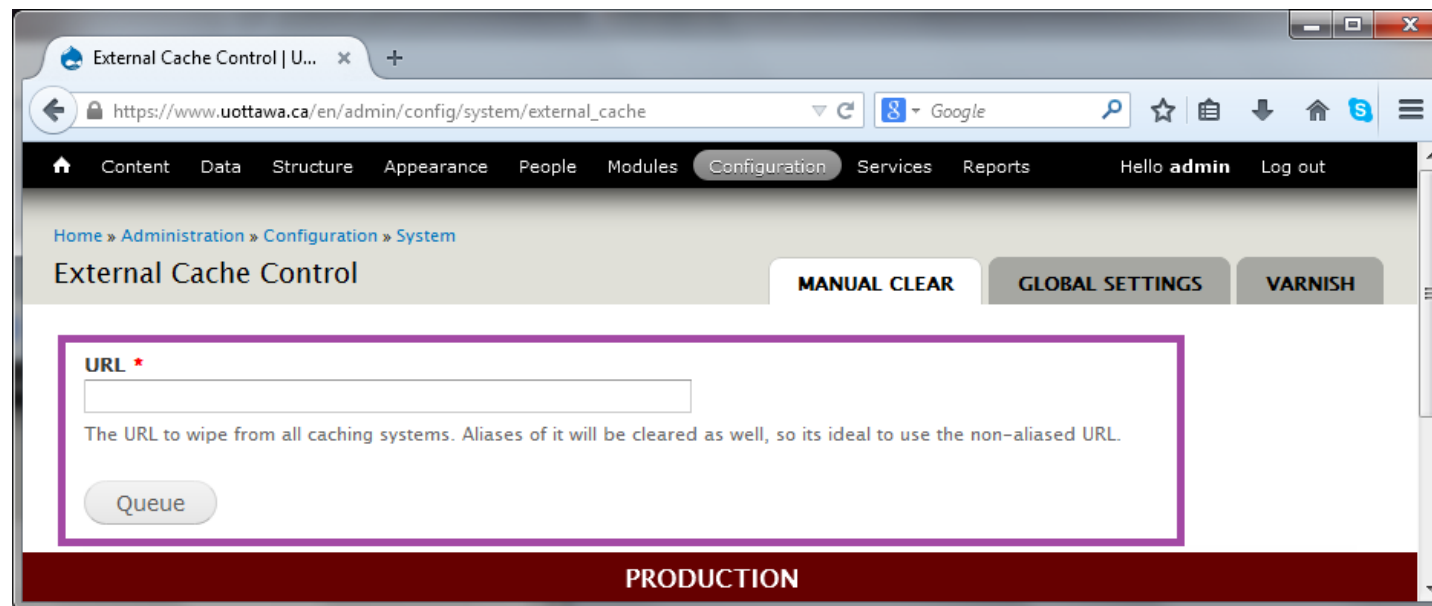 External Cache Control | U...
https://www.uottawa.ca/en/admin/config/system/external_cache
8 Google
Content Data Structure Appearance People Modules Configuration Services Reports Hello admin Log out
Home » Administration » Configuration » System
External Cache Control
MANUAL CLEAR GLOBAL SETTINGS VARNISH
URL *
The URL to wipe from all caching systems. Aliases of it will be cleared as well, so its ideal to use the non-aliased URL.
Queue
PRODUCTION